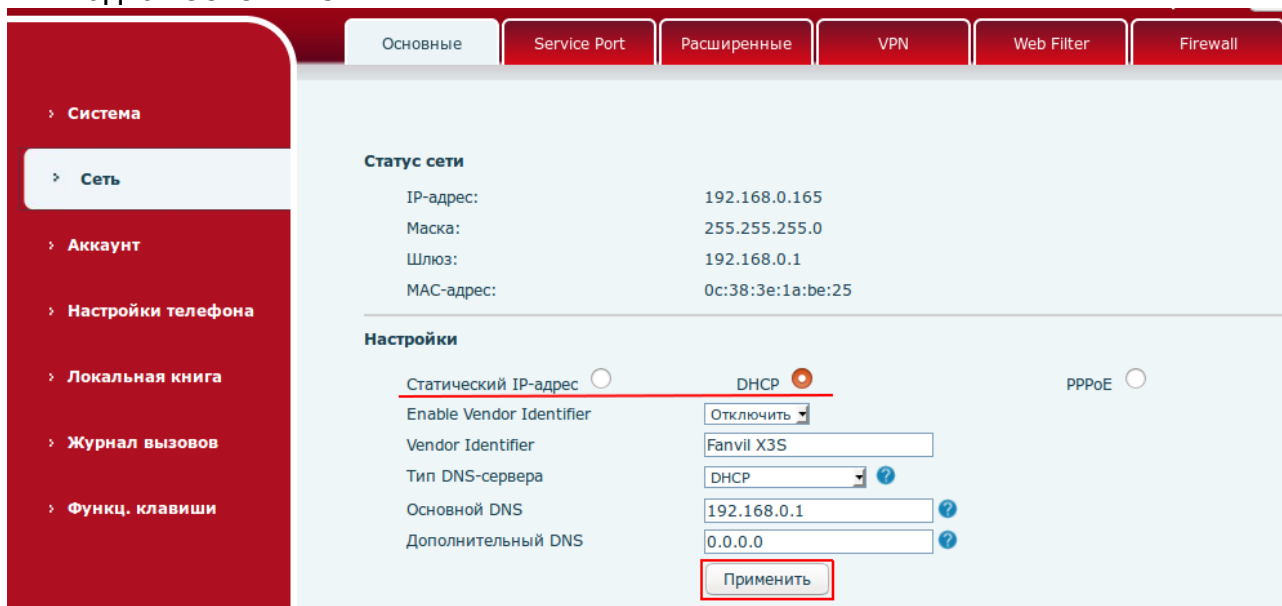 Основные Service Port Расширенные VPN Web Filter Firewall
Система
Сеть
Аккаунт
Настройки телефона
Локальная книга
Журнал вызовов
Функц. клавиши
Статус сети
IP-адрес: 192.168.0.165
Маска: 255.255.255.0
Шлюз: 192.168.0.1
MAC-адрес: 0c:38:3e:1a:be:25
Настройки
Статический IP-адрес DHCP PPPoE
Enable Vendor Identifier Отключить
Vendor Identifier Fanvil X3S
Тип DNS-сервера DHCP ?
Основной DNS 192.168.0.1 ?
Дополнительный DNS 0.0.0.0 ?
Применить